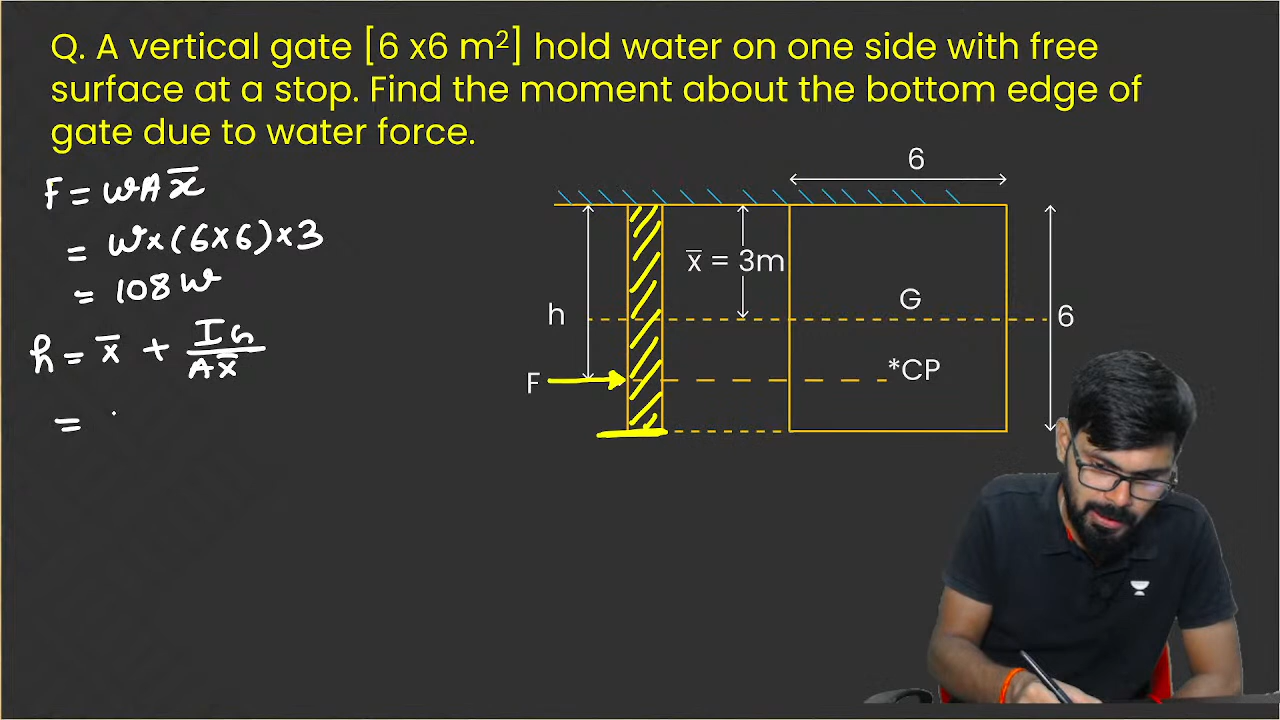 Q. A vertical gate [6 x6 m²] hold water on one side with free
surface at a stop. Find the moment about the bottom edge of
gate due to water force.
F = wAx̅
= w×(6×6)×3
= 108 w
h = x̅ + IG/Ax̅
=
6
x̅ = 3m
h
G
6
F
*CP